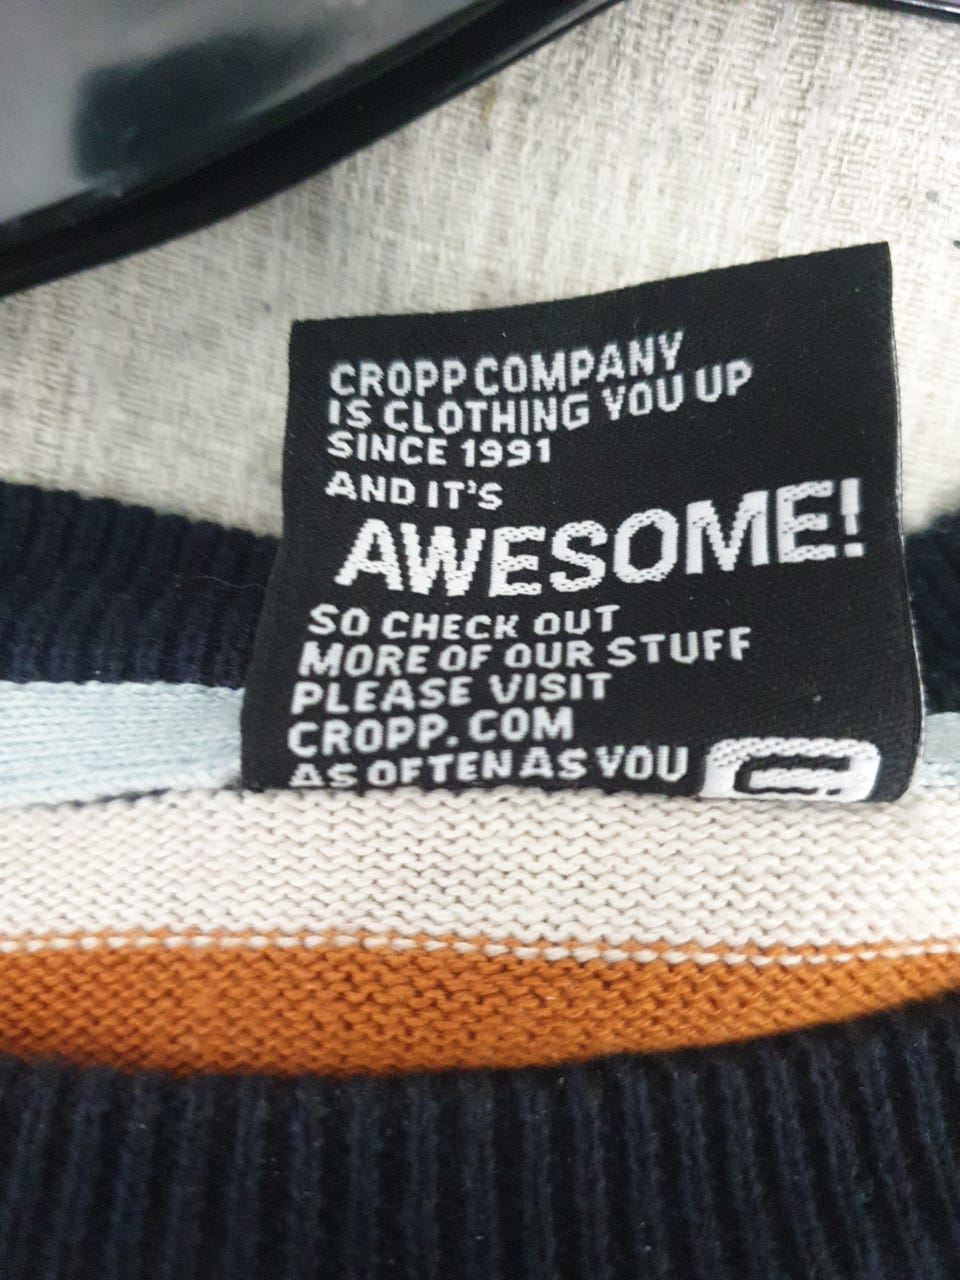 CROPP COMPANY
IS CLOTHING YOU UP
SINCE 1991
AND IT'S
AWESOME!
SO CHECK OUT
MORE OF OUR STUFF
PLEASE VISIT
CROPP.COM
AS OFTEN AS YOU